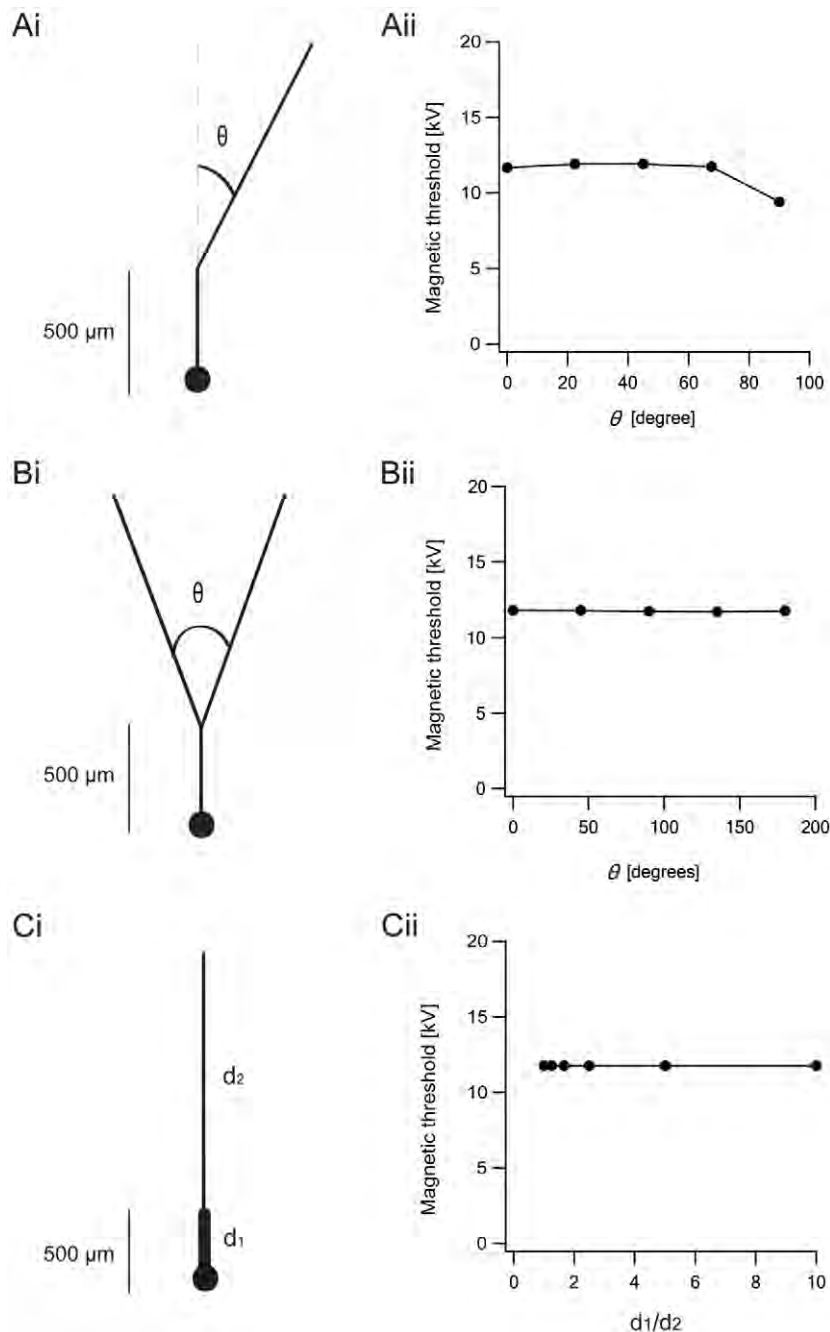 Ai
θ
500 μm
Aii
20
15
10
5
0
Magnetic threshold [kV]
0 20 40 60 80 100
θ [degree]
Bi
θ
500 μm
Bii
20
15
10
5
0
Magnetic threshold [kV]
0 50 100 150 200
θ [degrees]
Ci
d₂
d₁
500 μm
Cii
20
15
10
5
0
Magnetic threshold [kV]
0 2 4 6 8 10
d₁/d₂